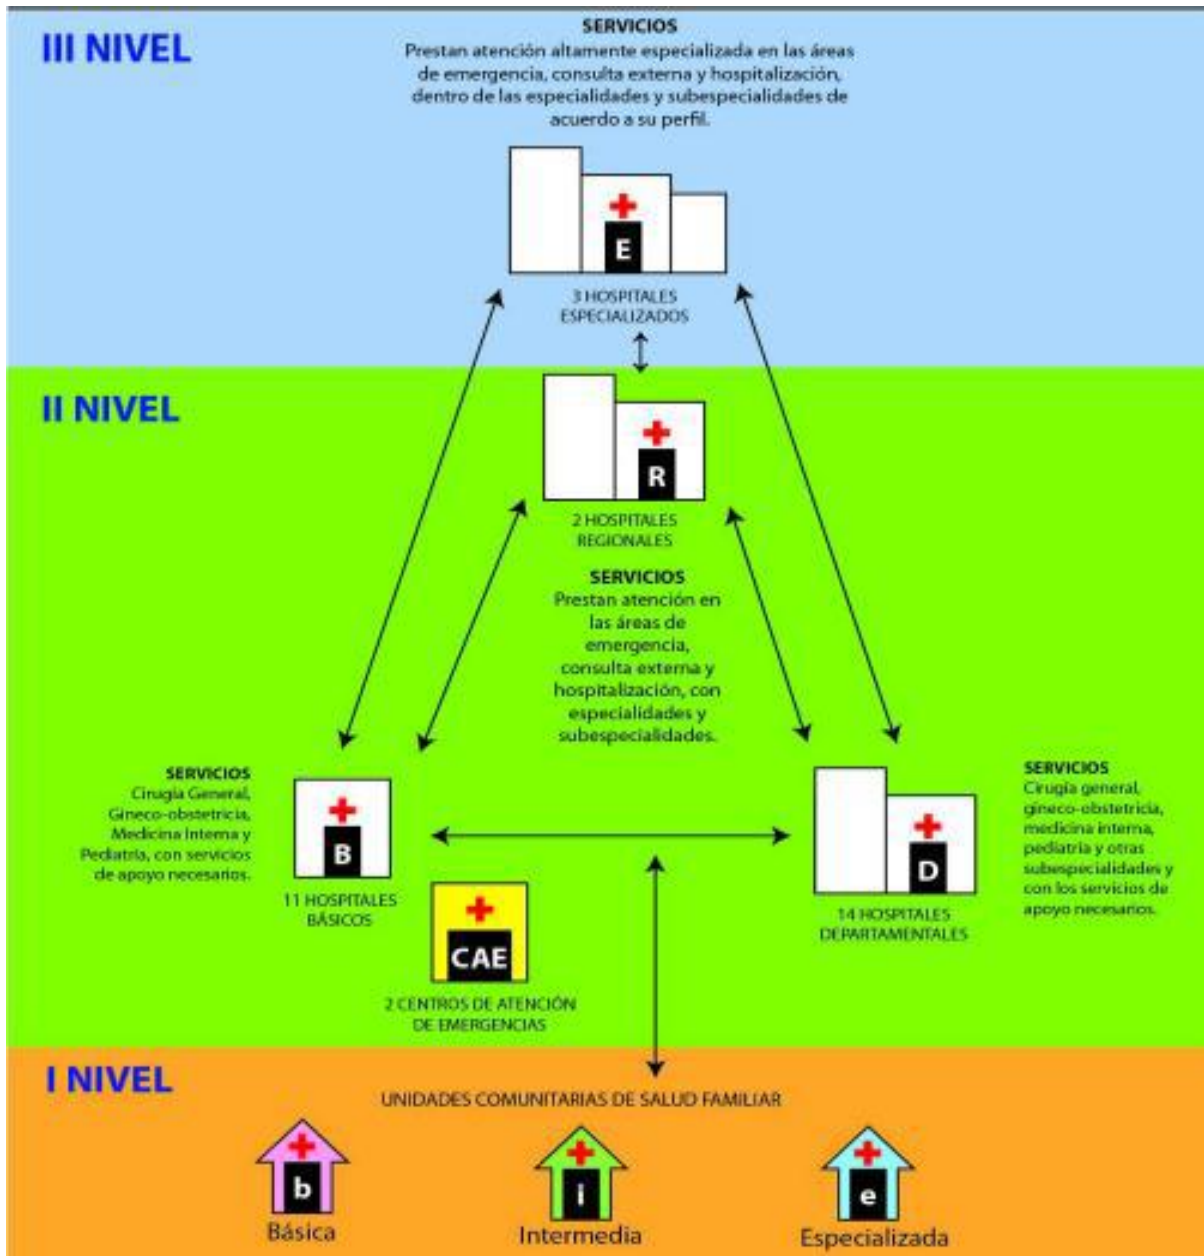 III NIVEL
SERVICIOS
Prestan atención altamente especializada en las áreas
de emergencia, consulta externa y hospitalización,
dentro de las especialidades y subespecialidades de
acuerdo a su perfil.
E
3 HOSPITALES
ESPECIALIZADOS
II NIVEL
R
2 HOSPITALES
REGIONALES
SERVICIOS
Prestan atención en
las áreas de
emergencia,
consulta externa y
hospitalización, con
especialidades y
subespecialidades.
SERVICIOS
Cirugía General,
Gineco-obstetricia,
Medicina Interna y
Pediatría, con servicios
de apoyo necesarios.
B
11 HOSPITALES
BÁSICOS
CAE
2 CENTROS DE ATENCIÓN
DE EMERGENCIAS
D
14 HOSPITALES
DEPARTAMENTALES
SERVICIOS
Cirugía general,
gineco-obstetricia,
medicina interna,
pediatría y otras
subespecialidades y
con los servicios de
apoyo necesarios.
I NIVEL
UNIDADES COMUNITARIAS DE SALUD FAMILIAR
b
Básica
i
Intermedia
e
Especializada